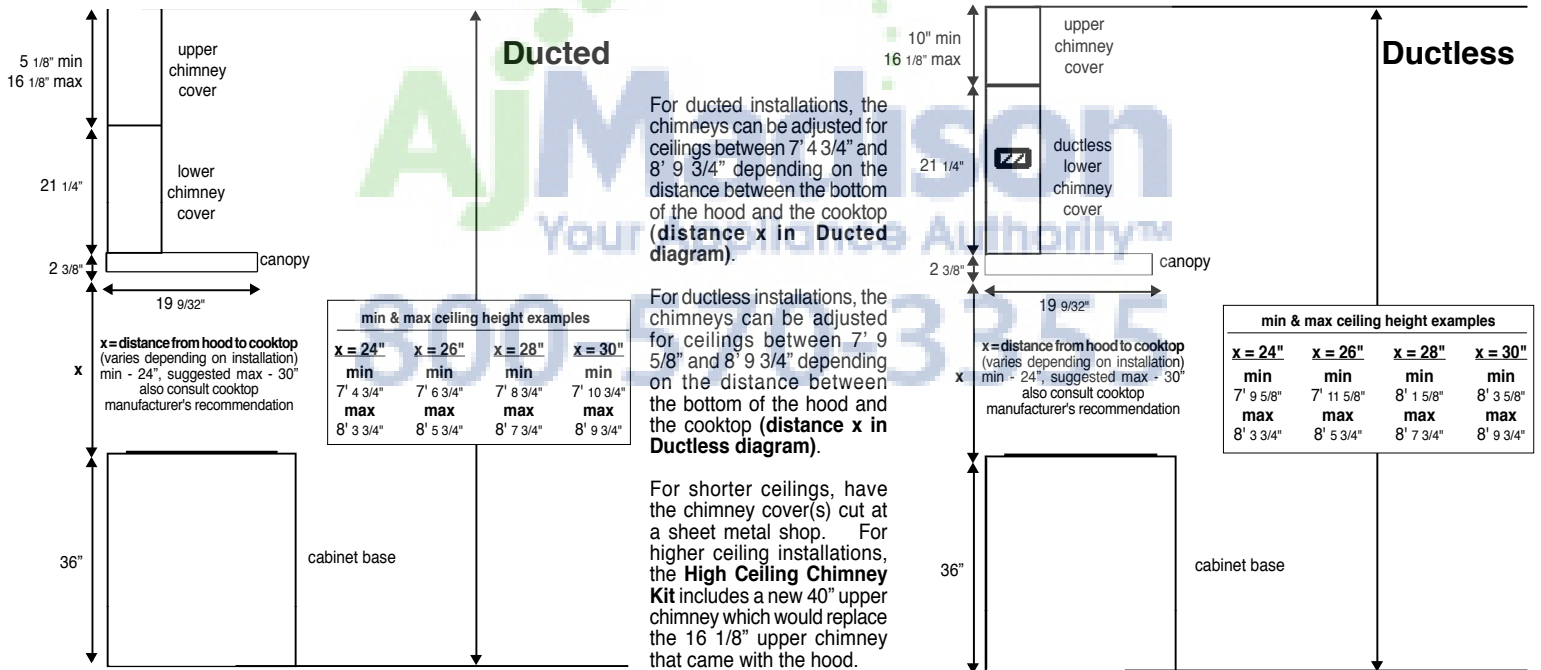 5 1/8" min
16 1/8" max
upper
chimney
cover
Ducted
21 1/4"
lower
chimney
cover
2 3/8"
canopy
19 9/32"
x = distance from hood to cooktop
(varies depending on installation)
min - 24", suggested max - 30"
also consult cooktop
manufacturer's recommendation
x
min & max ceiling height examples
x = 24" x = 26" x = 28" x = 30"
min min min min
7' 4 3/4" 7' 6 3/4" 7' 8 3/4" 7' 10 3/4"
max max max max
8' 3 3/4" 8' 5 3/4" 8' 7 3/4" 8' 9 3/4"
36”
cabinet base
For ducted installations, the
chimneys can be adjusted for
ceilings between 7’ 4 3/4” and
8’ 9 3/4” depending on the
distance between the bottom
of the hood and the cooktop
(distance x in Ducted
diagram).
For ductless installations, the
chimneys can be adjusted
for ceilings between 7’ 9
5/8” and 8’ 9 3/4” depending
on the distance between
the bottom of the hood and
the cooktop (distance x in
Ductless diagram).
For shorter ceilings, have
the chimney cover(s) cut at
a sheet metal shop. For
higher ceiling installations,
the High Ceiling Chimney
Kit includes a new 40” upper
chimney which would replace
the 16 1/8” upper chimney
that came with the hood.
10" min
16 1/8" max
upper
chimney
cover
Ductless
21 1/4"
ductless
lower
chimney
cover
2 3/8"
canopy
19 9/32"
x = distance from hood to cooktop
(varies depending on installation)
min - 24", suggested max - 30"
also consult cooktop
manufacturer's recommendation
x
min & max ceiling height examples
x = 24" x = 26" x = 28" x = 30"
min min min min
7' 9 5/8" 7' 11 5/8" 8' 1 5/8" 8' 3 5/8"
max max max max
8' 3 3/4" 8' 5 3/4" 8' 7 3/4" 8' 9 3/4"
36”
cabinet base
AjMadison
Your Appliance Authority™
800-570-3355